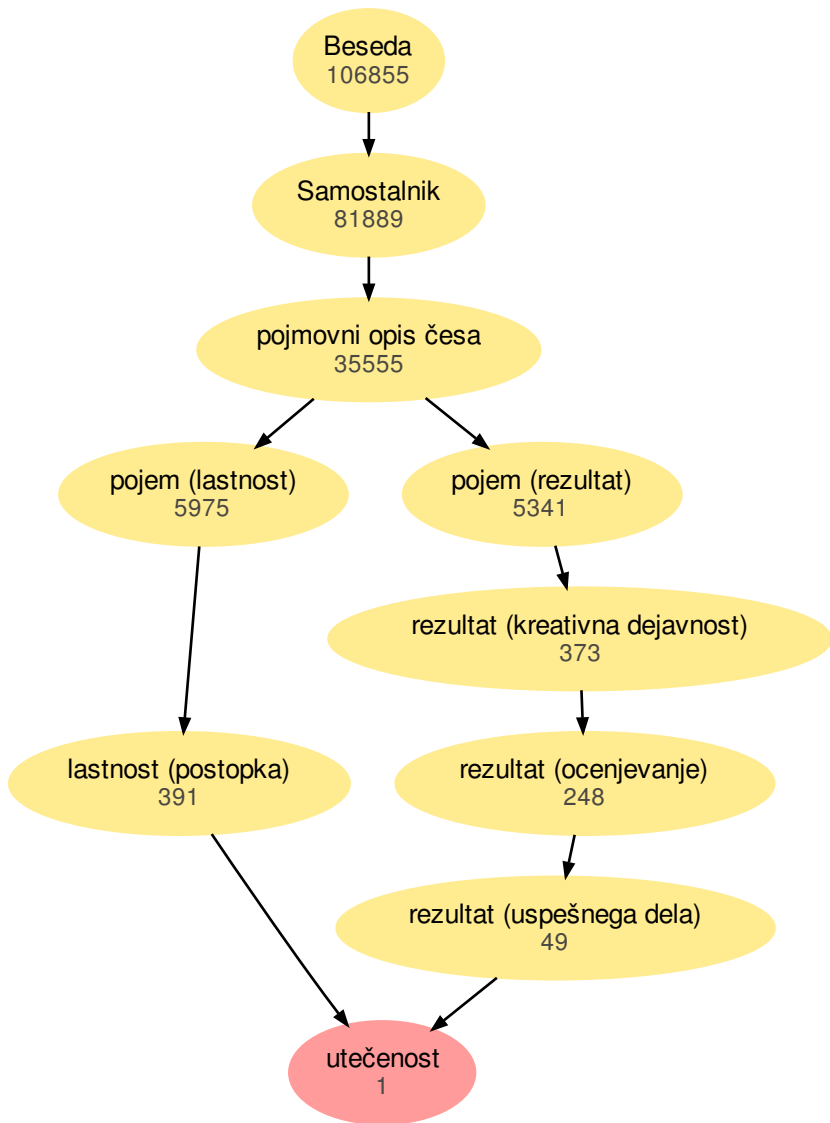 Beseda
106855
Samostalnik
81889
pojmovni opis česa
35555
pojem (lastnost)
5975
pojem (rezultat)
5341
rezultat (kreativna dejavnost)
373
lastnost (postopka)
391
rezultat (ocenjevanje)
248
rezultat (uspešnega dela)
49
utečenost
1